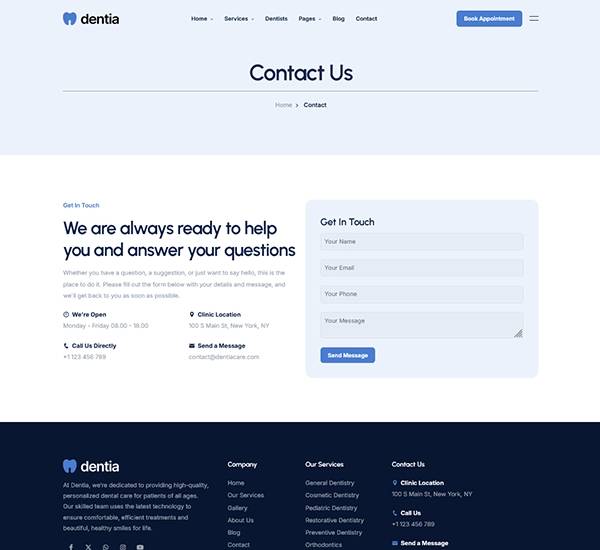 dentia
Home Services Dentists Pages Blog Contact
Book Appointment
Contact Us
Home > Contact
Get In Touch
We are always ready to help
you and answer your questions
Whether you have a question, a suggestion, or just want to say hello, this is the
place to do it. Please fill out the form below with your details and message, and
we'll get back to you as soon as possible.
We're Open
Monday - Friday 08.00 - 18.00
Clinic Location
100 S Main St, New York, NY
Call Us Directly
+1 123 456 789
Send a Message
contact@dentiacare.com
Get In Touch
Your Name
Your Email
Your Phone
Your Message
Send Message
dentia
At Dentia, we're dedicated to providing high-quality,
personalized dental care for patients of all ages.
Our skilled team uses the latest technology to
ensure comfortable, efficient treatments and
beautiful, healthy smiles for life.
Company
Home
Our Services
Gallery
About Us
Blog
Contact
Our Services
General Dentistry
Cosmetic Dentistry
Pediatric Dentistry
Restorative Dentistry
Preventive Dentistry
Orthodontics
Contact Us
Clinic Location
100 S Main St, New York, NY
Call Us
+1 123 456 789
Send a Message